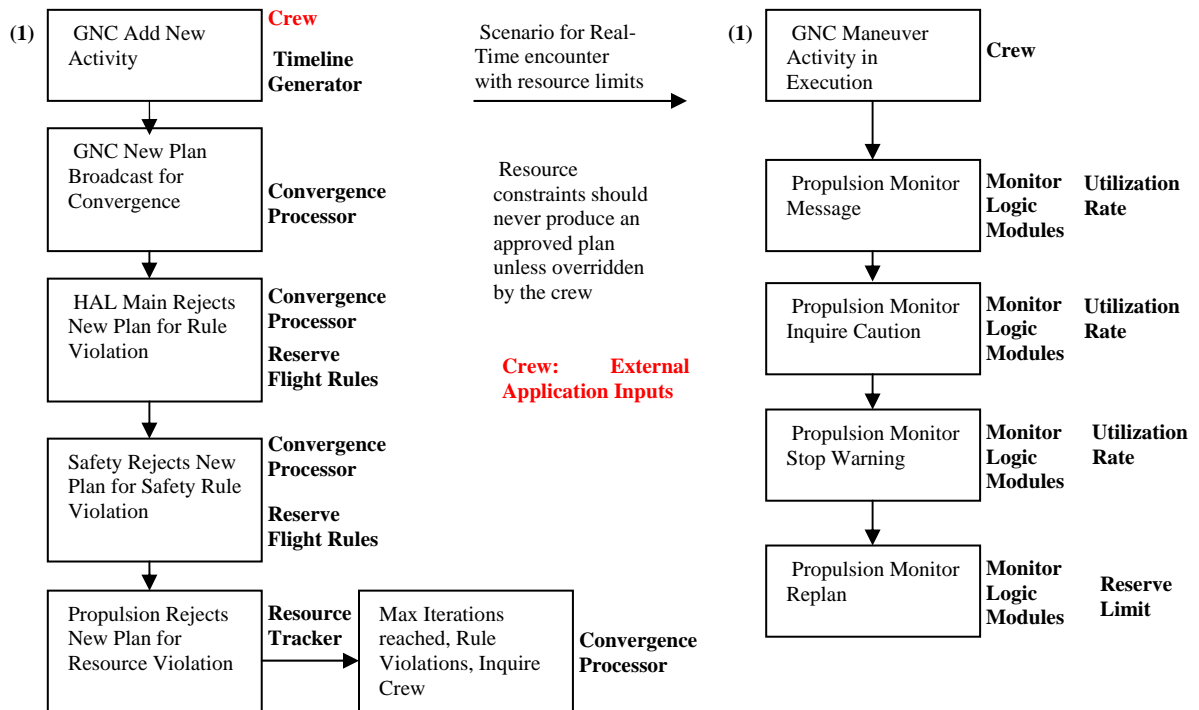 (1)
GNC Add New
Activity
Crew
Timeline
Generator
GNC New Plan
Broadcast for
Convergence
Convergence
Processor
HAL Main Rejects
New Plan for Rule
Violation
Convergence
Processor
Reserve
Flight Rules
Safety Rejects New
Plan for Safety Rule
Violation
Convergence
Processor
Reserve
Flight Rules
Propulsion Rejects
New Plan for
Resource Violation
Resource
Tracker
Max Iterations
reached, Rule
Violations, Inquire
Crew
Convergence
Processor
Scenario for Real-
Time encounter
with resource limits
Resource
constraints should
never produce an
approved plan
unless overridden
by the crew
Crew: External
Application Inputs
(1)
GNC Maneuver
Activity in
Execution
Crew
Propulsion Monitor
Message
Monitor
Logic
Modules
Utilization
Rate
Propulsion Monitor
Inquire Caution
Monitor
Logic
Modules
Utilization
Rate
Propulsion Monitor
Stop Warning
Monitor
Logic
Modules
Utilization
Rate
Propulsion Monitor
Replan
Monitor
Logic
Modules
Reserve
Limit